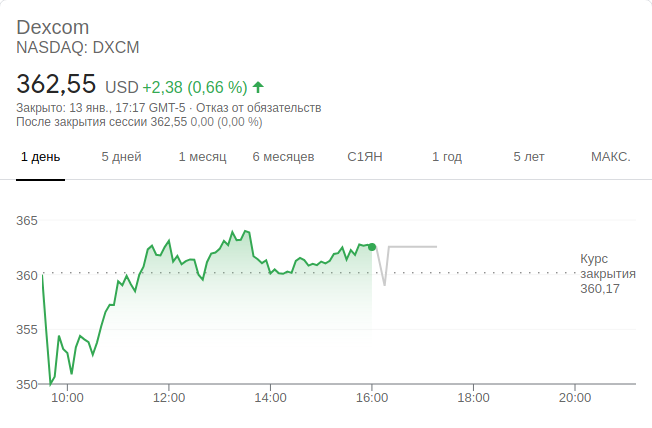 Dexcom
NASDAQ: DXCM
362,55 USD +2,38 (0,66 %)
Закрыто: 13 янв., 17:17 GMT-5 · Отказ от обязательств
После закрытия сессии 362,55 0,00 (0,00 %)
1 день 5 дней 1 месяц 6 месяцев С1ЯН 1 год 5 лет МАКС.
365
360
355
350
Курс
закрытия
360,17
10:00 12:00 14:00 16:00 18:00 20:00